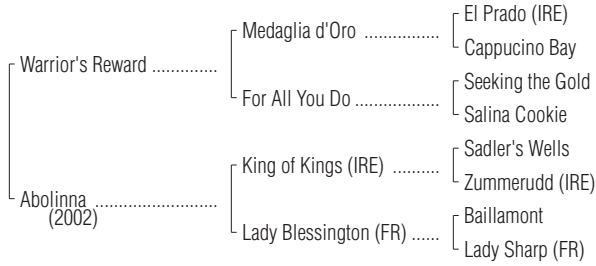 El Prado (IRE)
Medaglia d'Oro ................
Cappucino Bay
Warrior's Reward ..............
Seeking the Gold
For All You Do ..................
Salina Cookie
Sadler's Wells
King of Kings (IRE) ..........
Zummerudd (IRE)
Abolinna ..........................
(2002)
Baillamont
Lady Blessington (FR) ......
Lady Sharp (FR)